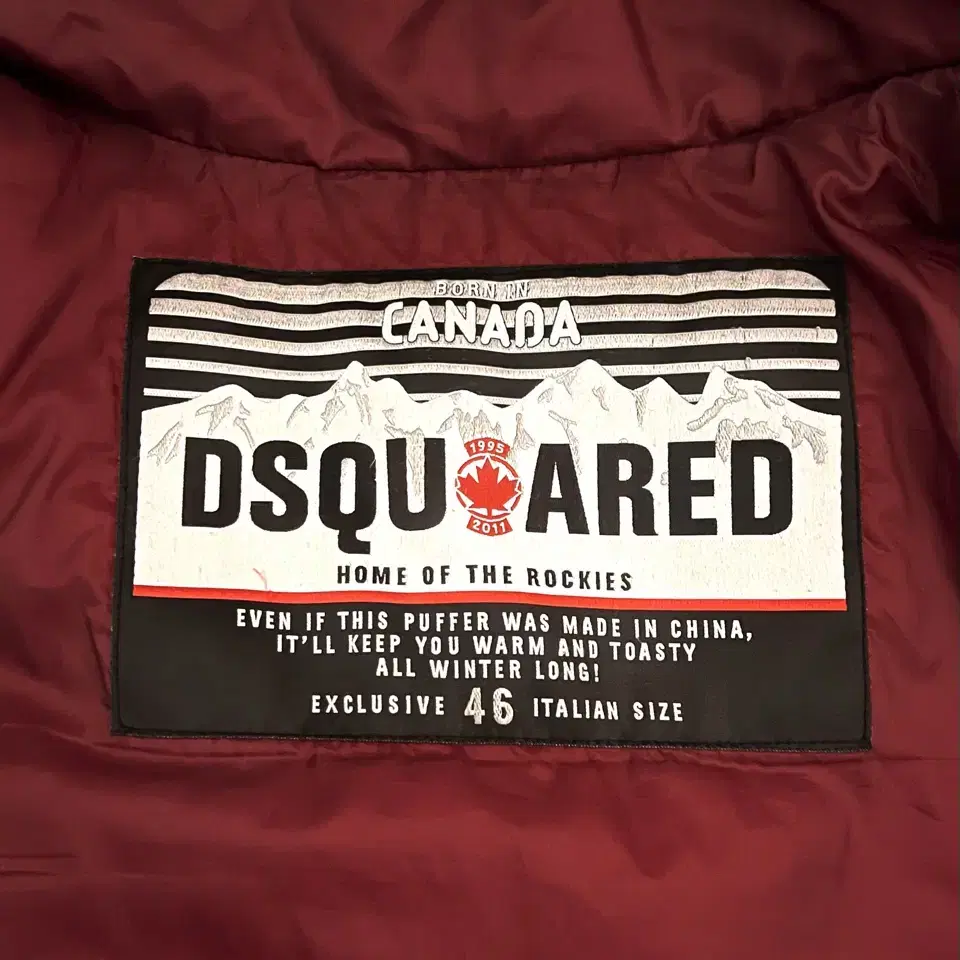 BORN IN
CANADA
1995
DSQU ARED
2011
HOME OF THE ROCKIES
EVEN IF THIS PUFFER WAS MADE IN CHINA,
IT'LL KEEP YOU WARM AND TOASTY
ALL WINTER LONG!
EXCLUSIVE 46 ITALIAN SIZE